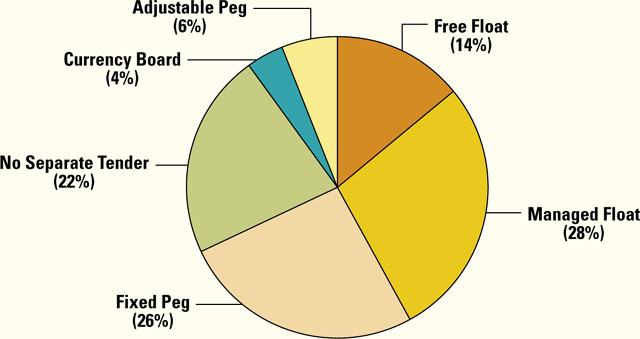 Adjustable Peg
(6%)
Free Float
(14%)
Currency Board
(4%)
No Separate Tender
(22%)
Managed Float
(28%)
Fixed Peg
(26%)